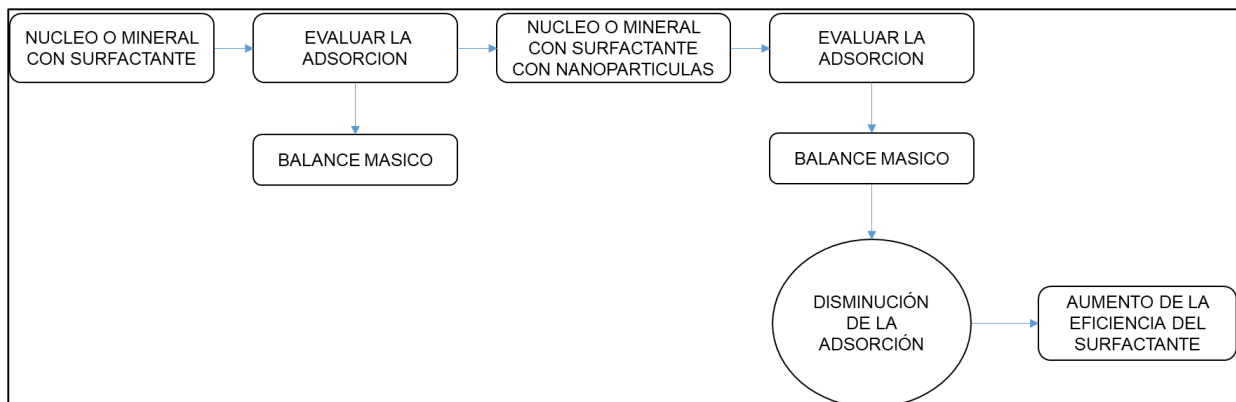 NUCLEO O MINERAL
CON SURFACTANTE
EVALUAR LA
ADSORCION
NUCLEO O MINERAL
CON SURFACTANTE
CON NANOPARTICULAS
EVALUAR LA
ADSORCION
BALANCE MASICO
BALANCE MASICO
DISMINUCIÓN
DE LA
ADSORCIÓN
AUMENTO DE LA
EFICIENCIA DEL
SURFACTANTE